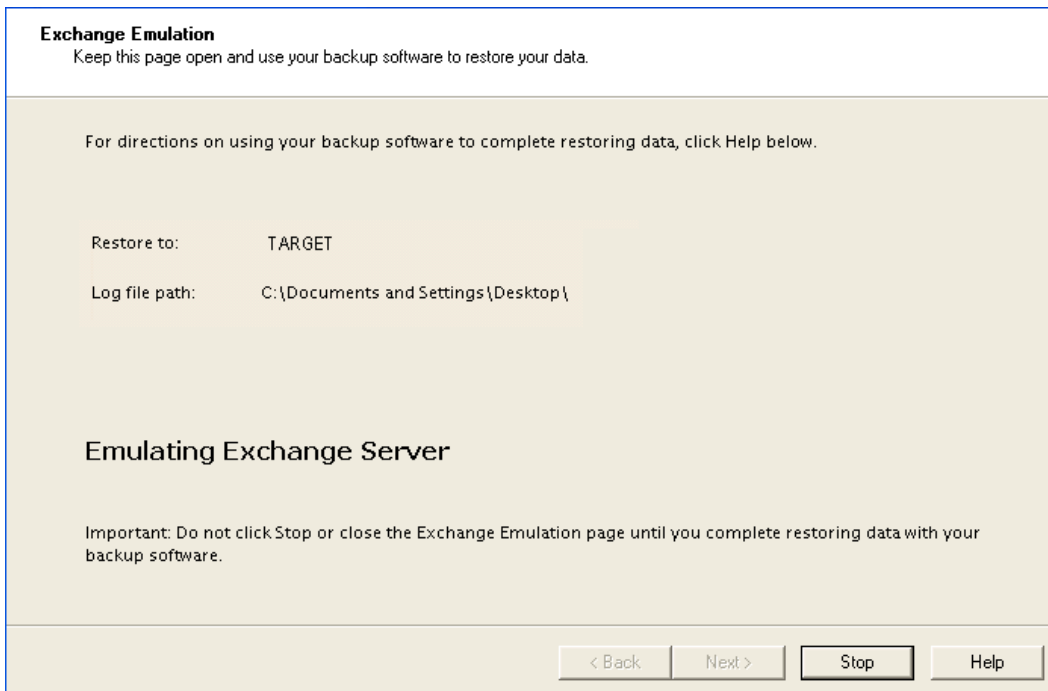 Exchange Emulation
Keep this page open and use your backup software to restore your data.
For directions on using your backup software to complete restoring data, click Help below.
Restore to: TARGET
Log file path: C:\Documents and Settings\Desktop\
Emulating Exchange Server
Important: Do not click Stop or close the Exchange Emulation page until you complete restoring data with your
backup software.
< Back Next > Stop Help